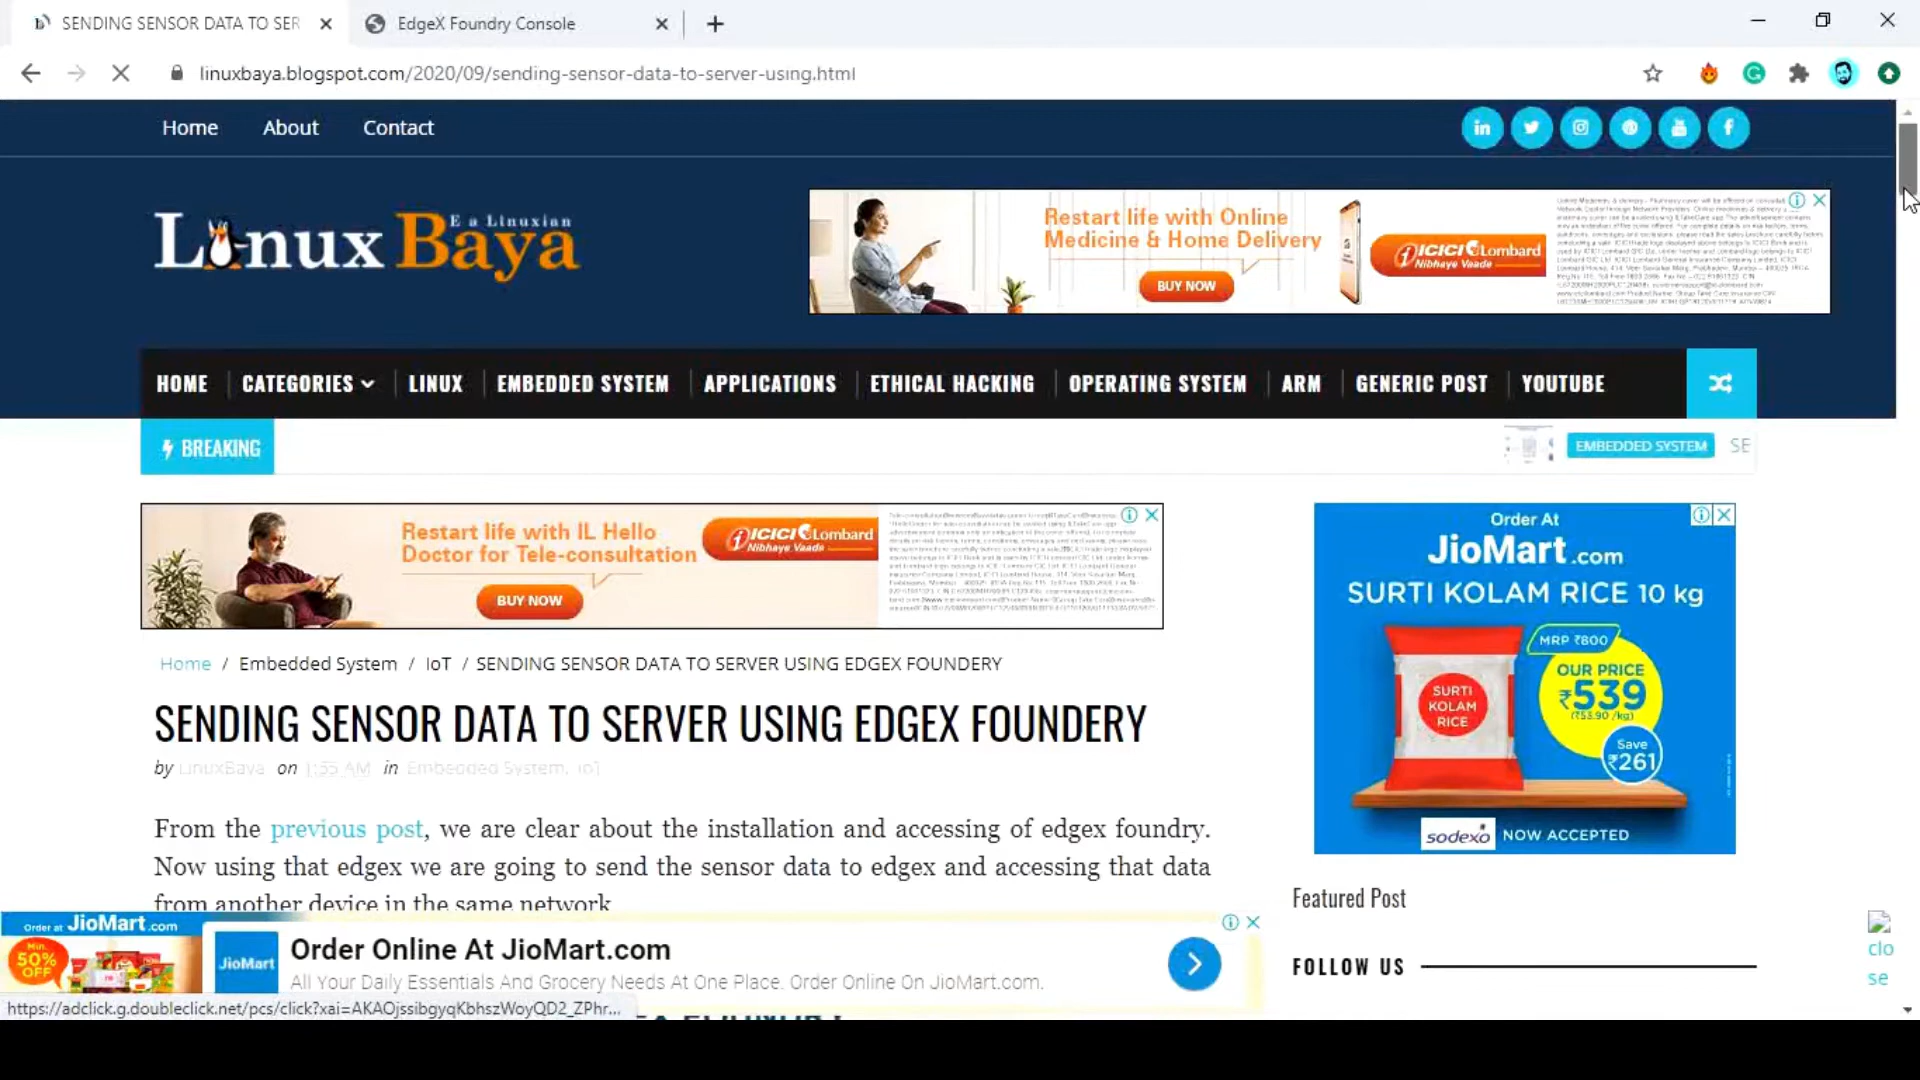 SENDING SENSOR DATA TO SER
EdgeX Foundry Console
linuxbaya.blogspot.com/2020/09/sending-sensor-data-to-server-using.html
Home About Contact
Linux Baya
E a Linuxian
Restart life with Online
Medicine & Home Delivery
BUY NOW
ICICI Lombard
Nibhaye Vaade
HOME CATEGORIES LINUX EMBEDDED SYSTEM APPLICATIONS ETHICAL HACKING OPERATING SYSTEM ARM GENERIC POST YOUTUBE
BREAKING
EMBEDDED SYSTEM SE
Restart life with IL Hello
Doctor for Tele-consultation
BUY NOW
ICICI Lombard
Nibhaye Vaade
Order At
JioMart.com
SURTI KOLAM RICE 10 kg
MRP ₹800
OUR PRICE
₹539
(₹53.90 /kg)
Save
₹261
SURTI
KOLAM
RICE
sodexo NOW ACCEPTED
Home / Embedded System / IoT / SENDING SENSOR DATA TO SERVER USING EDGEX FOUNDERY
SENDING SENSOR DATA TO SERVER USING EDGEX FOUNDERY
by LinuxBaya on 1:55 AM in Embedded System, IoT
From the previous post, we are clear about the installation and accessing of edgex foundry.
Now using that edgex we are going to send the sensor data to edgex and accessing that data
from another device in the same network
Featured Post
FOLLOW US
clo
se
Order at JioMart.com
Min.
50%
OFF
JioMart
Order Online At JioMart.com
All Your Daily Essentials And Grocery Needs At One Place. Order Online On JioMart.com.
https://adclick.g.doubleclick.net/pcs/click?xai=AKAOjssibgyqKbhszWoyQD2_ZPhr...